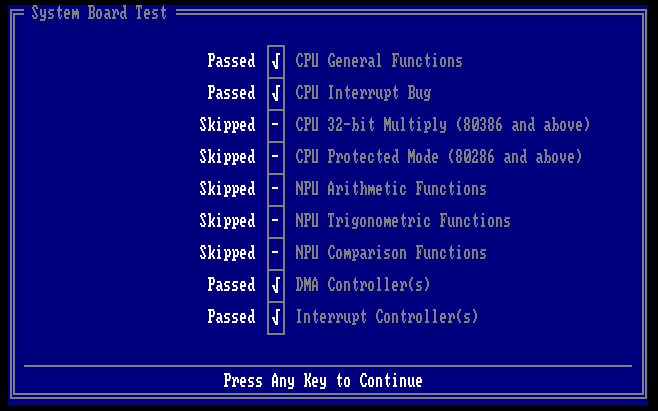 System Board Test
Passed √ CPU General Functions
Passed √ CPU Interrupt Bug
Skipped - CPU 32-bit Multiply (80386 and above)
Skipped - CPU Protected Mode (80286 and above)
Skipped - NPU Arithmetic Functions
Skipped - NPU Trigonometric Functions
Skipped - NPU Comparison Functions
Passed √ DMA Controller(s)
Passed √ Interrupt Controller(s)
Press Any Key to Continue